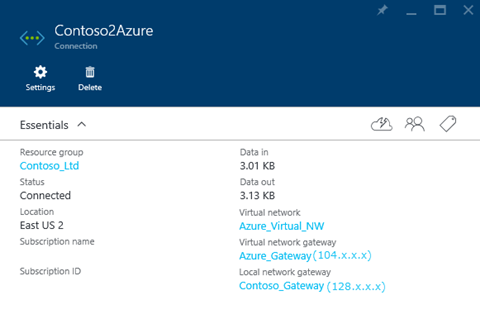 Contoso2Azure
Connection
Settings
Delete
Essentials
Resource group
Contoso_Ltd
Status
Connected
Location
East US 2
Subscription name
Subscription ID
Data in
3.01 KB
Data out
3.13 KB
Virtual network
Azure_Virtual_NW
Virtual network gateway
Azure_Gateway (104.x.x.x)
Local network gateway
Contoso_Gateway (128.x.x.x)